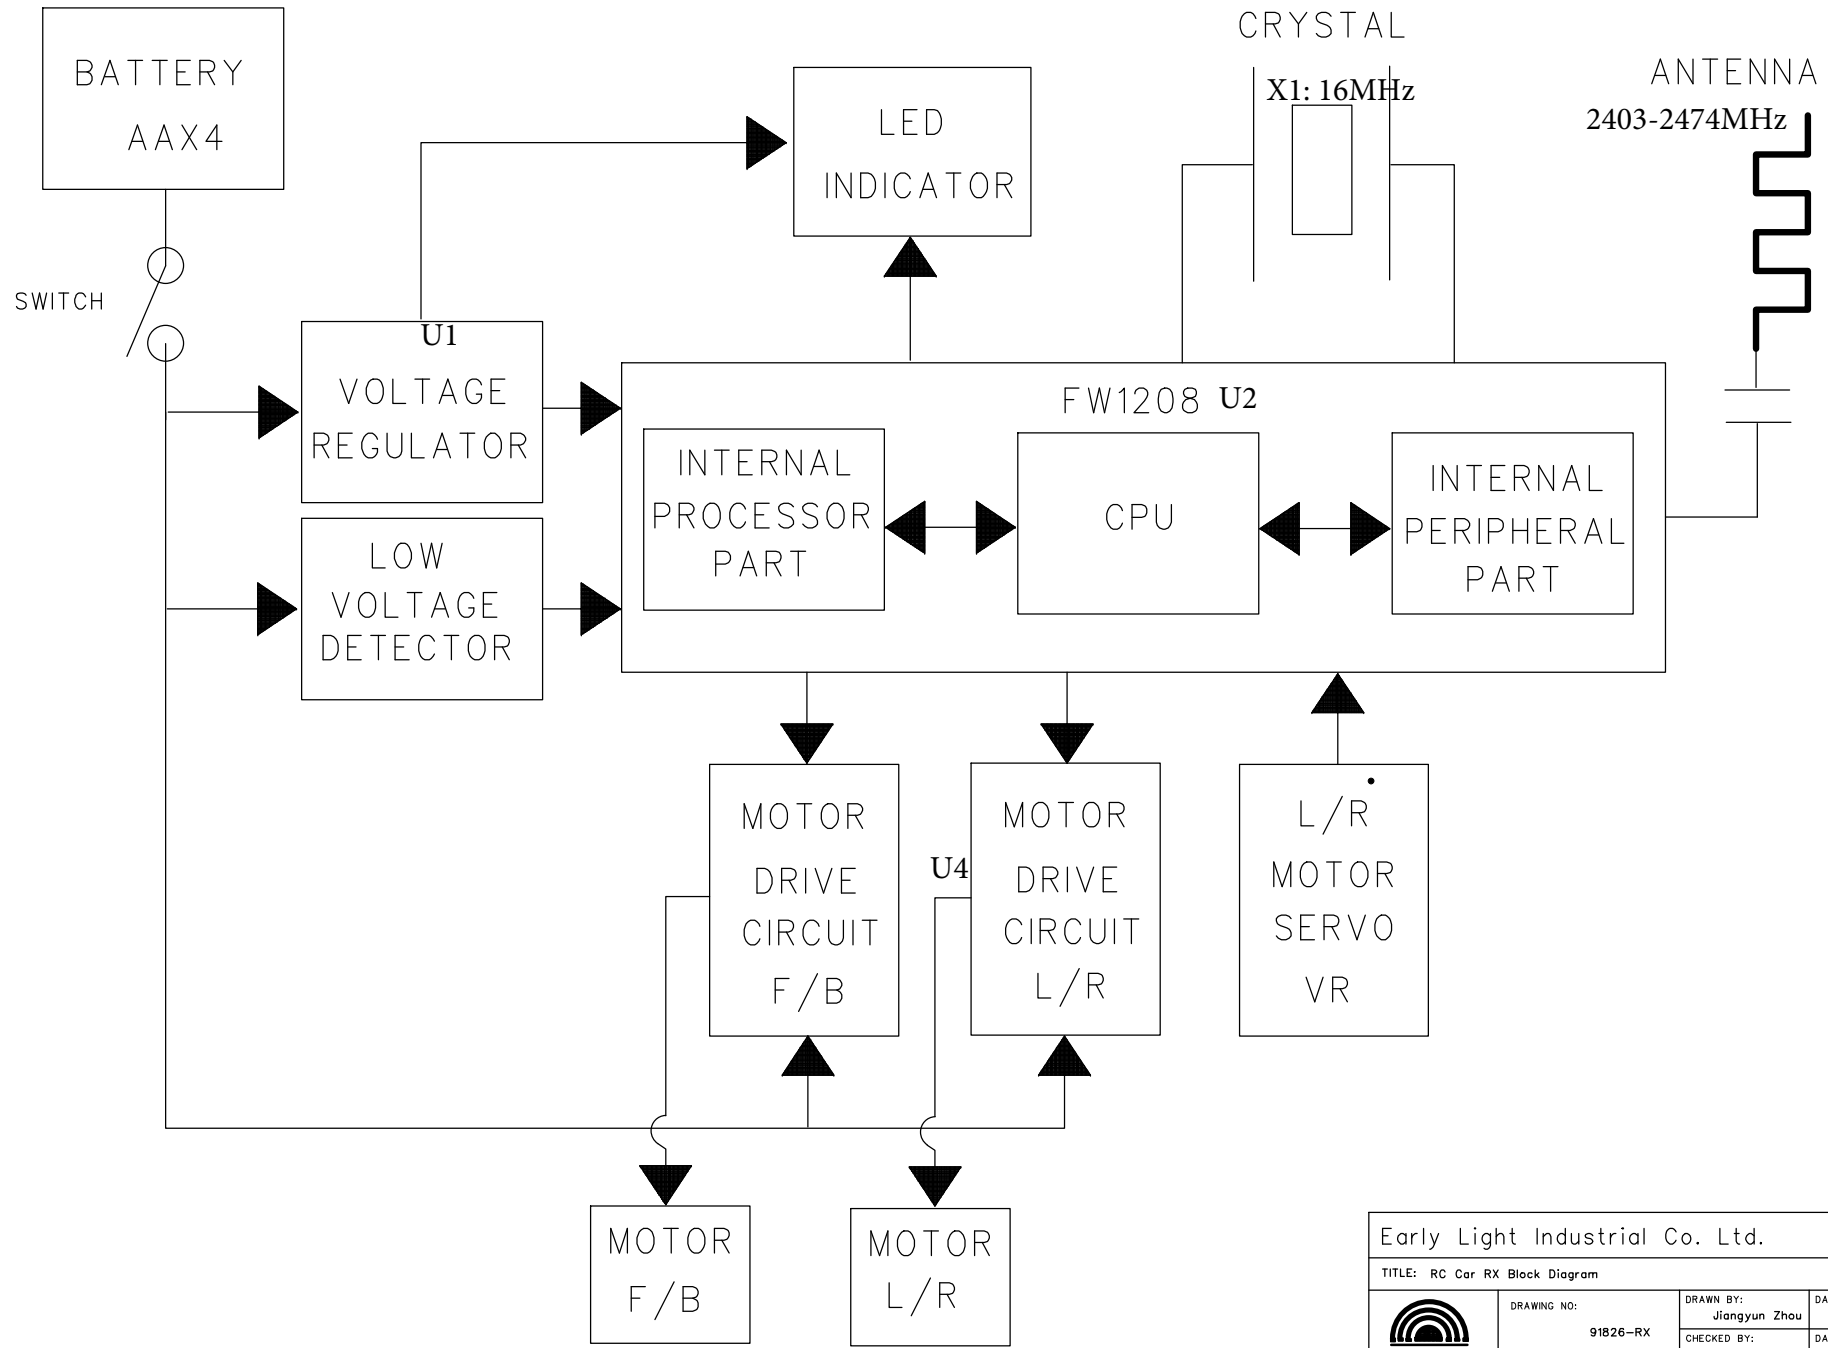 BATTERY
AAX4
SWITCH
LED
INDICATOR
CRYSTAL
X1: 16MHz
ANTENNA
2403-2474MHz
U1
VOLTAGE
REGULATOR
LOW
VOLTAGE
DETECTOR
FW1208 U2
INTERNAL
PROCESSOR
PART
CPU
INTERNAL
PERIPHERAL
PART
MOTOR
DRIVE
CIRCUIT
F/B
U4
MOTOR
DRIVE
CIRCUIT
L/R
L/R
MOTOR
SERVO
VR
MOTOR
F/B
MOTOR
L/R
Early Light Industrial Co. Ltd.
TITLE: RC Car RX Block Diagram
DRAWING NO:
91826-RX
DRAWN BY:
Jiangyun Zhou
DA
CHECKED BY:
DA